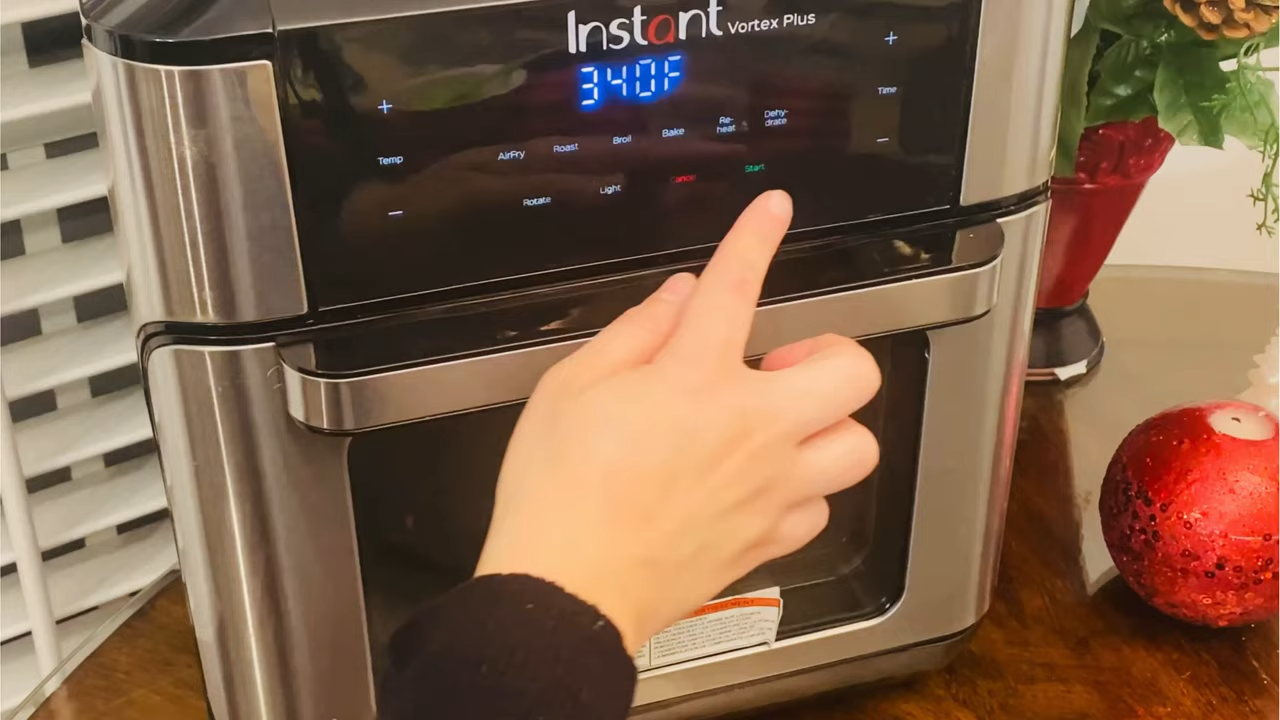 Instant Vortex Plus
340F
+
+
Temp
Time
AirFry Roast Broil Bake Re-heat Dehy-drate
−
−
Rotate Light Cancel Start